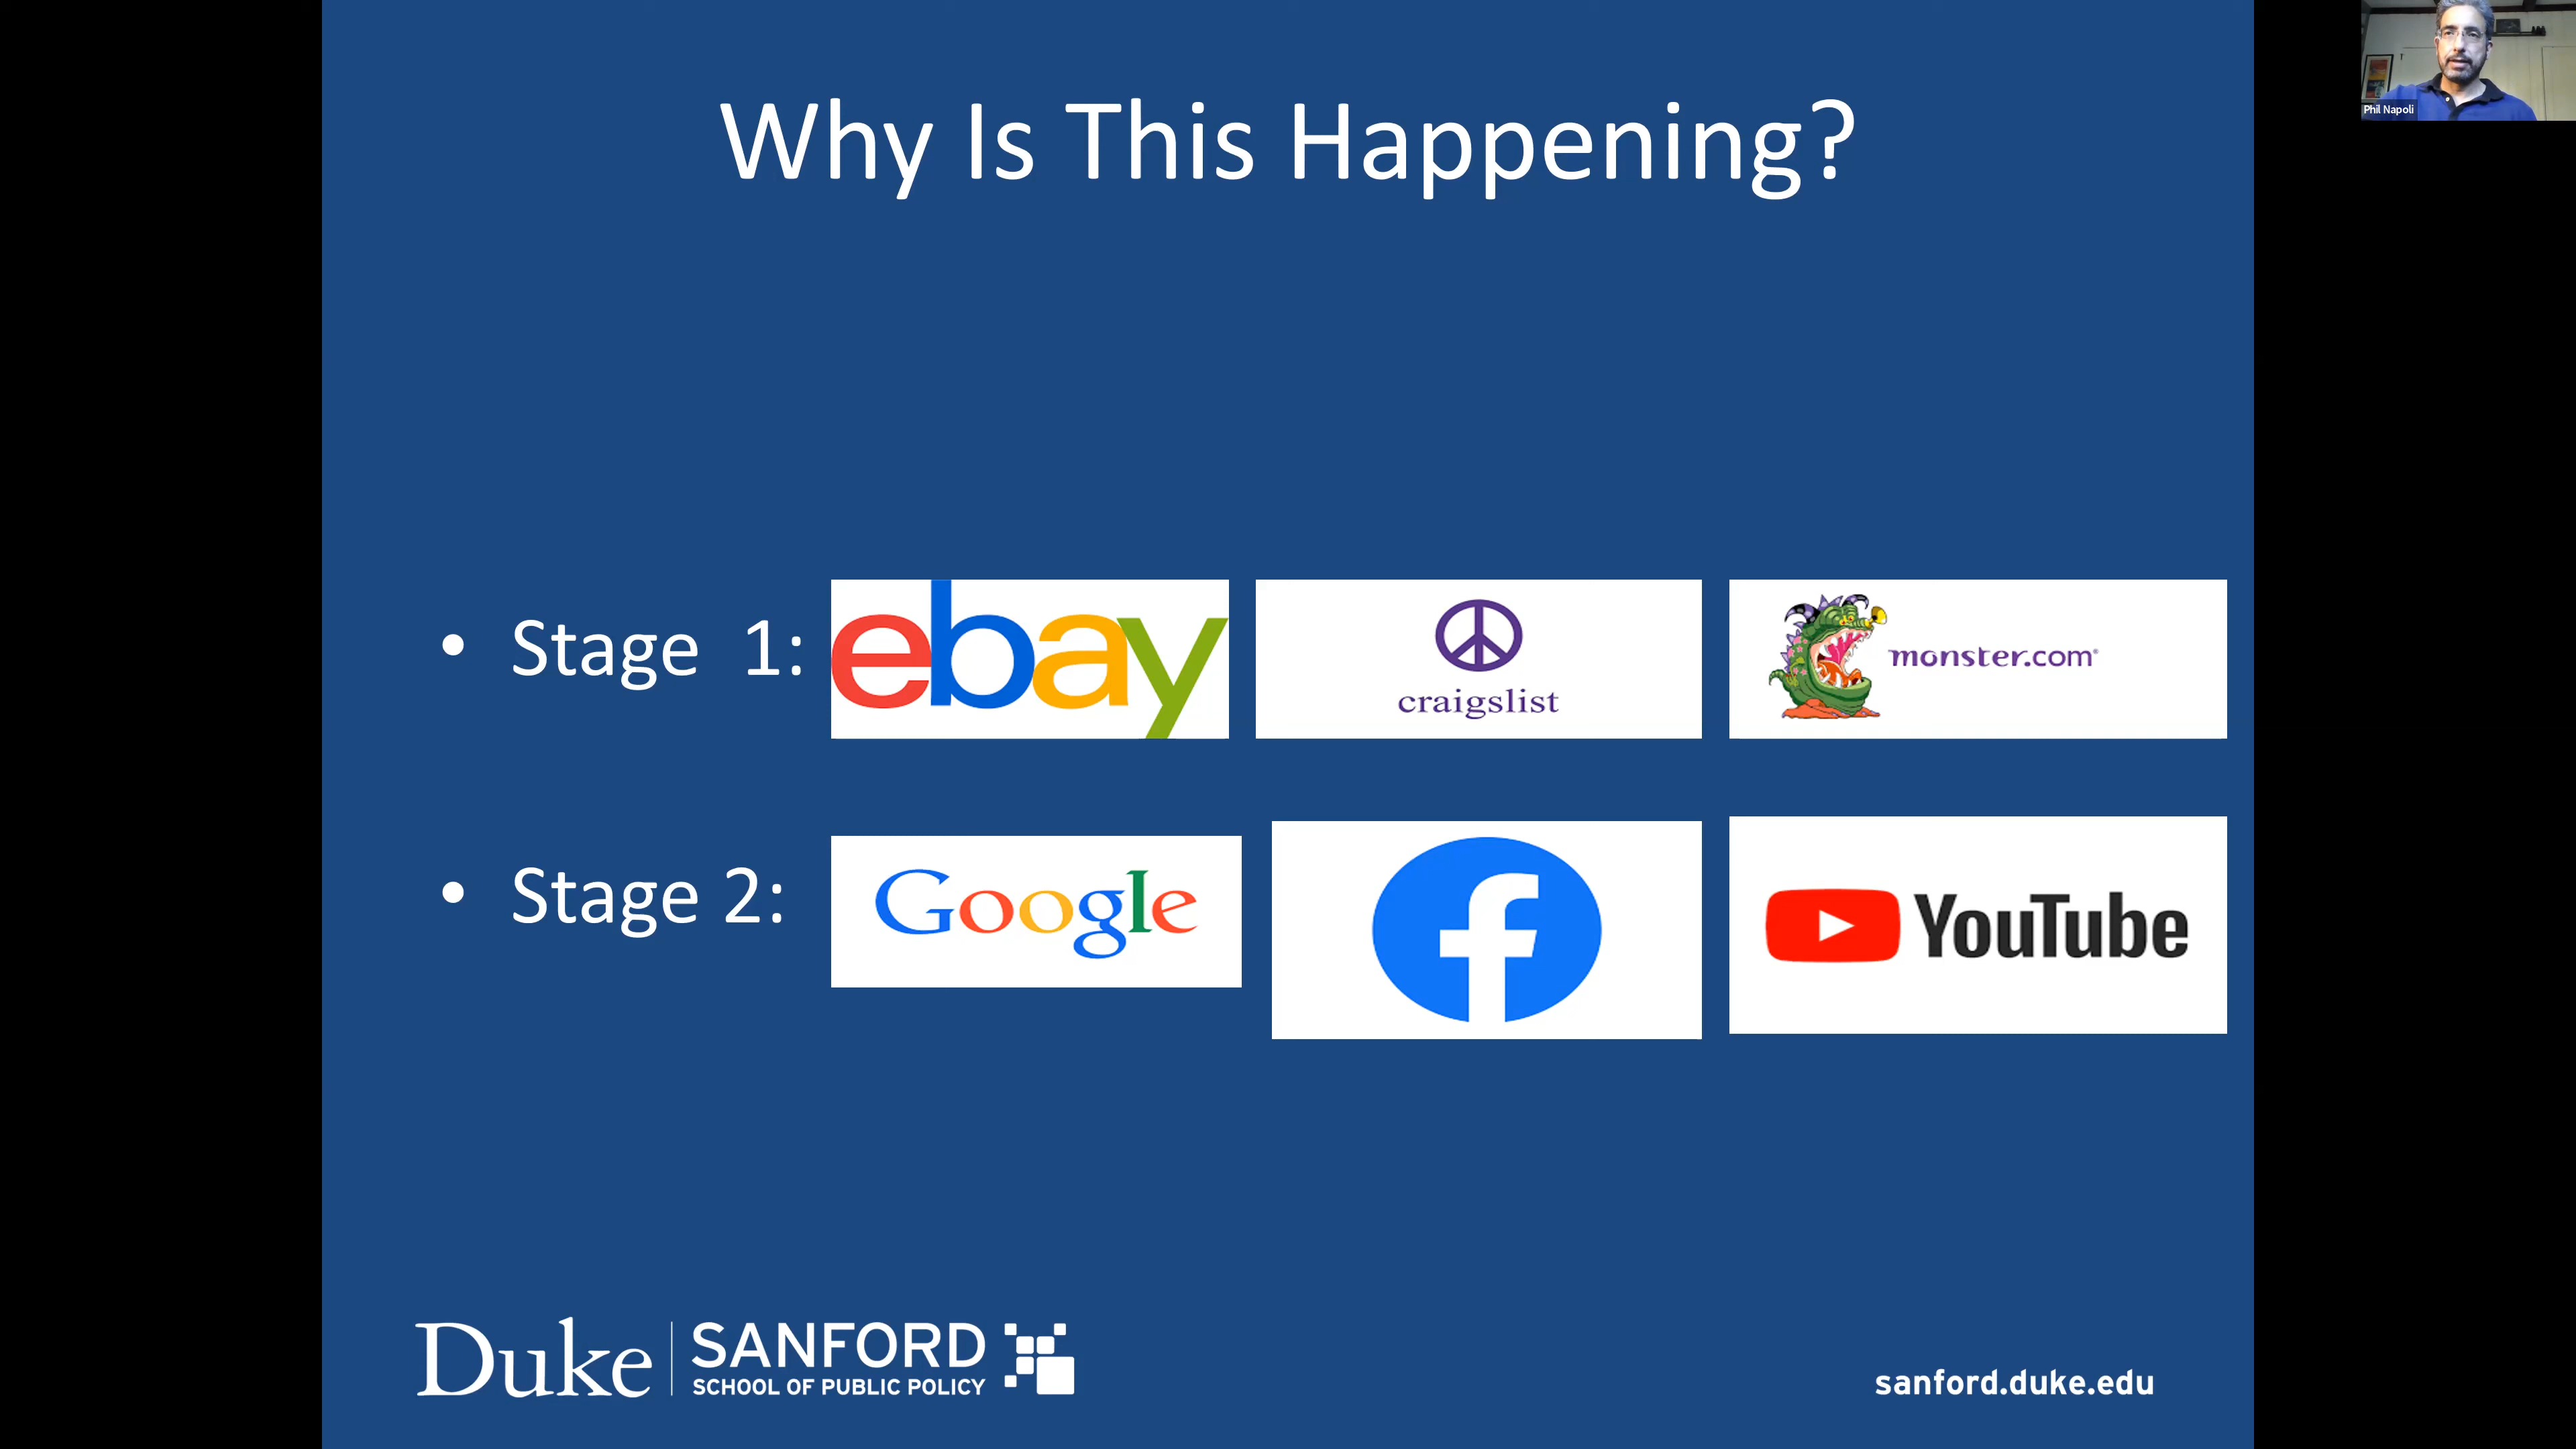 Why Is This Happening?
Phil Napoli
• Stage 1:
ebay
craigslist
monster.com®
• Stage 2:
Google
f
YouTube
Duke
SANFORD
SCHOOL OF PUBLIC POLICY
sanford.duke.edu